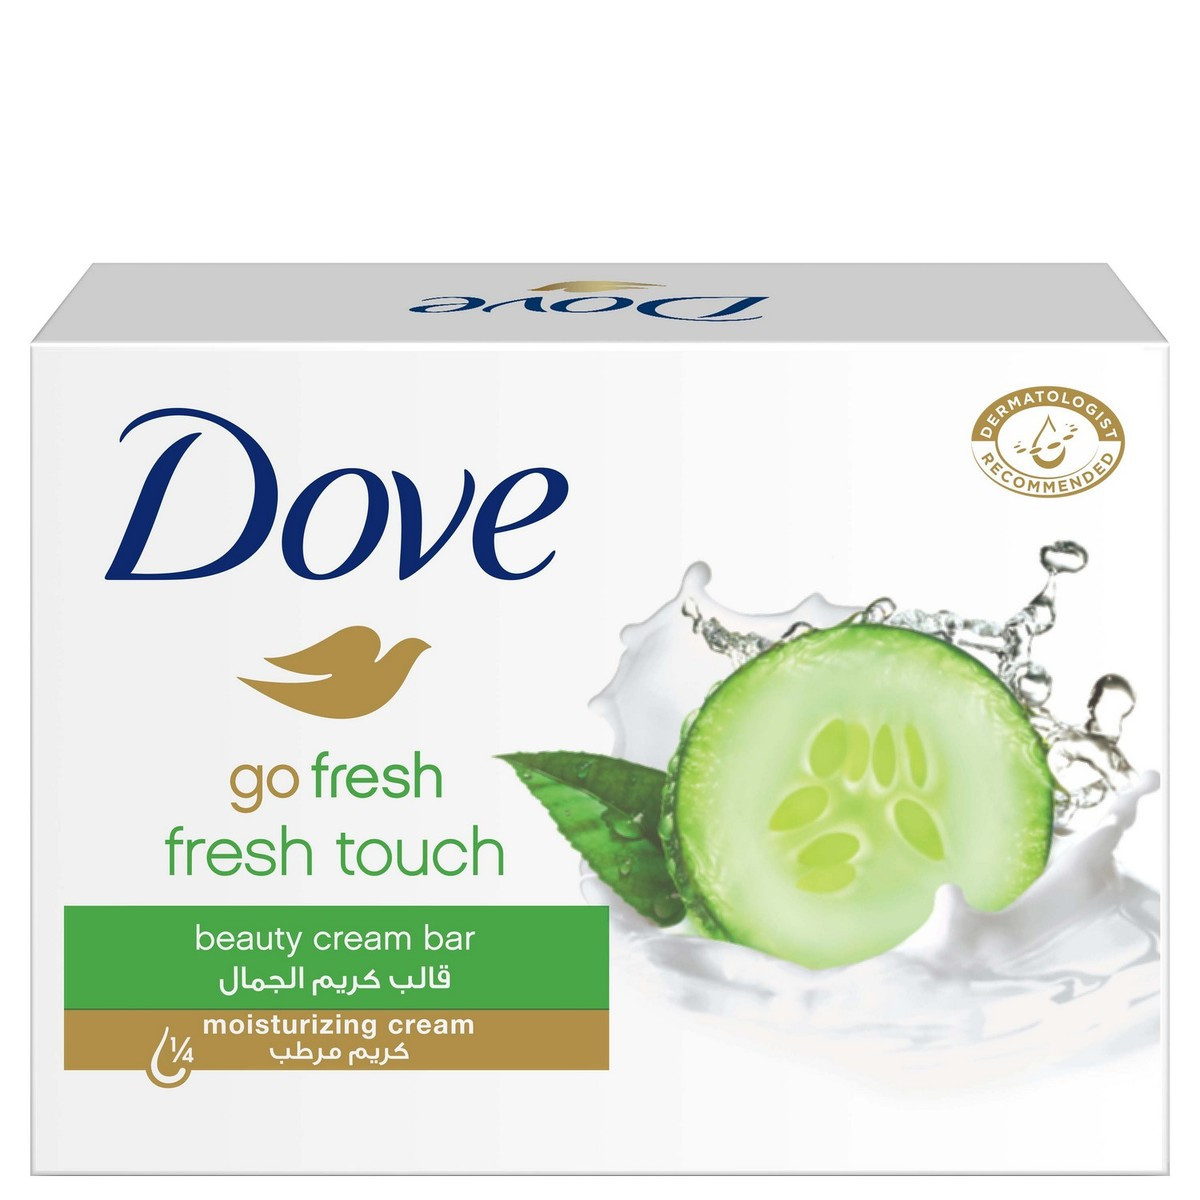 Dove
Dove
DERMATOLOGIST
RECOMMENDED
go fresh
fresh touch
beauty cream bar
قالب كريم الجمال
1/4 moisturizing cream
كريم مرطب